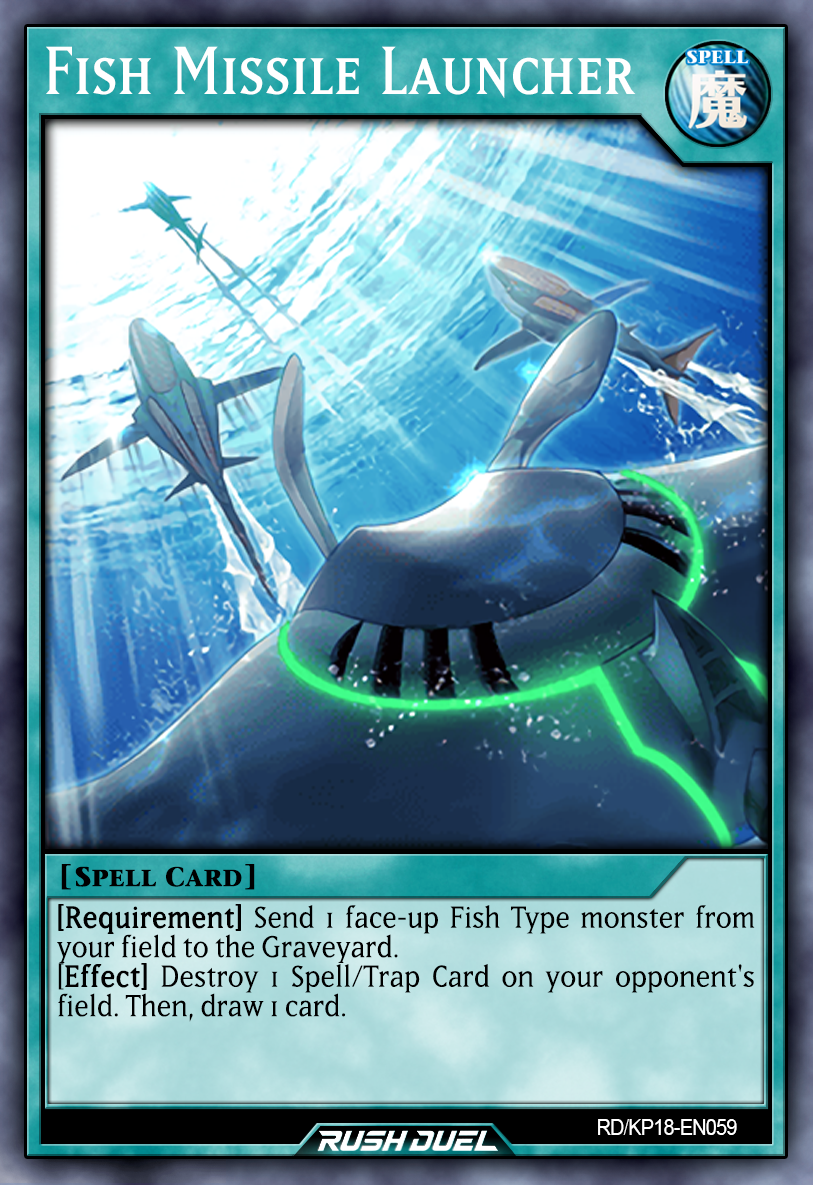 Fish Missile Launcher
SPELL
魔
[Spell Card]
[Requirement] Send 1 face-up Fish Type monster from
your field to the Graveyard.
[Effect] Destroy 1 Spell/Trap Card on your opponent's
field. Then, draw 1 card.
RD/KP18-EN059
RUSH DUEL